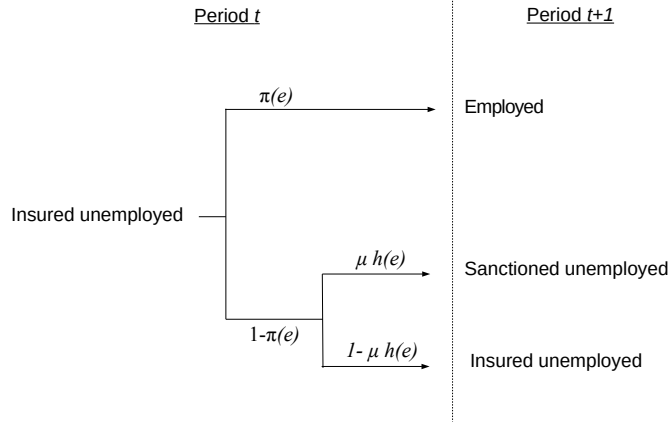 Period t
Period t+1
π(e)
Employed
Insured unemployed
μ h(e)
Sanctioned unemployed
1-π(e)
1- μ h(e)
Insured unemployed